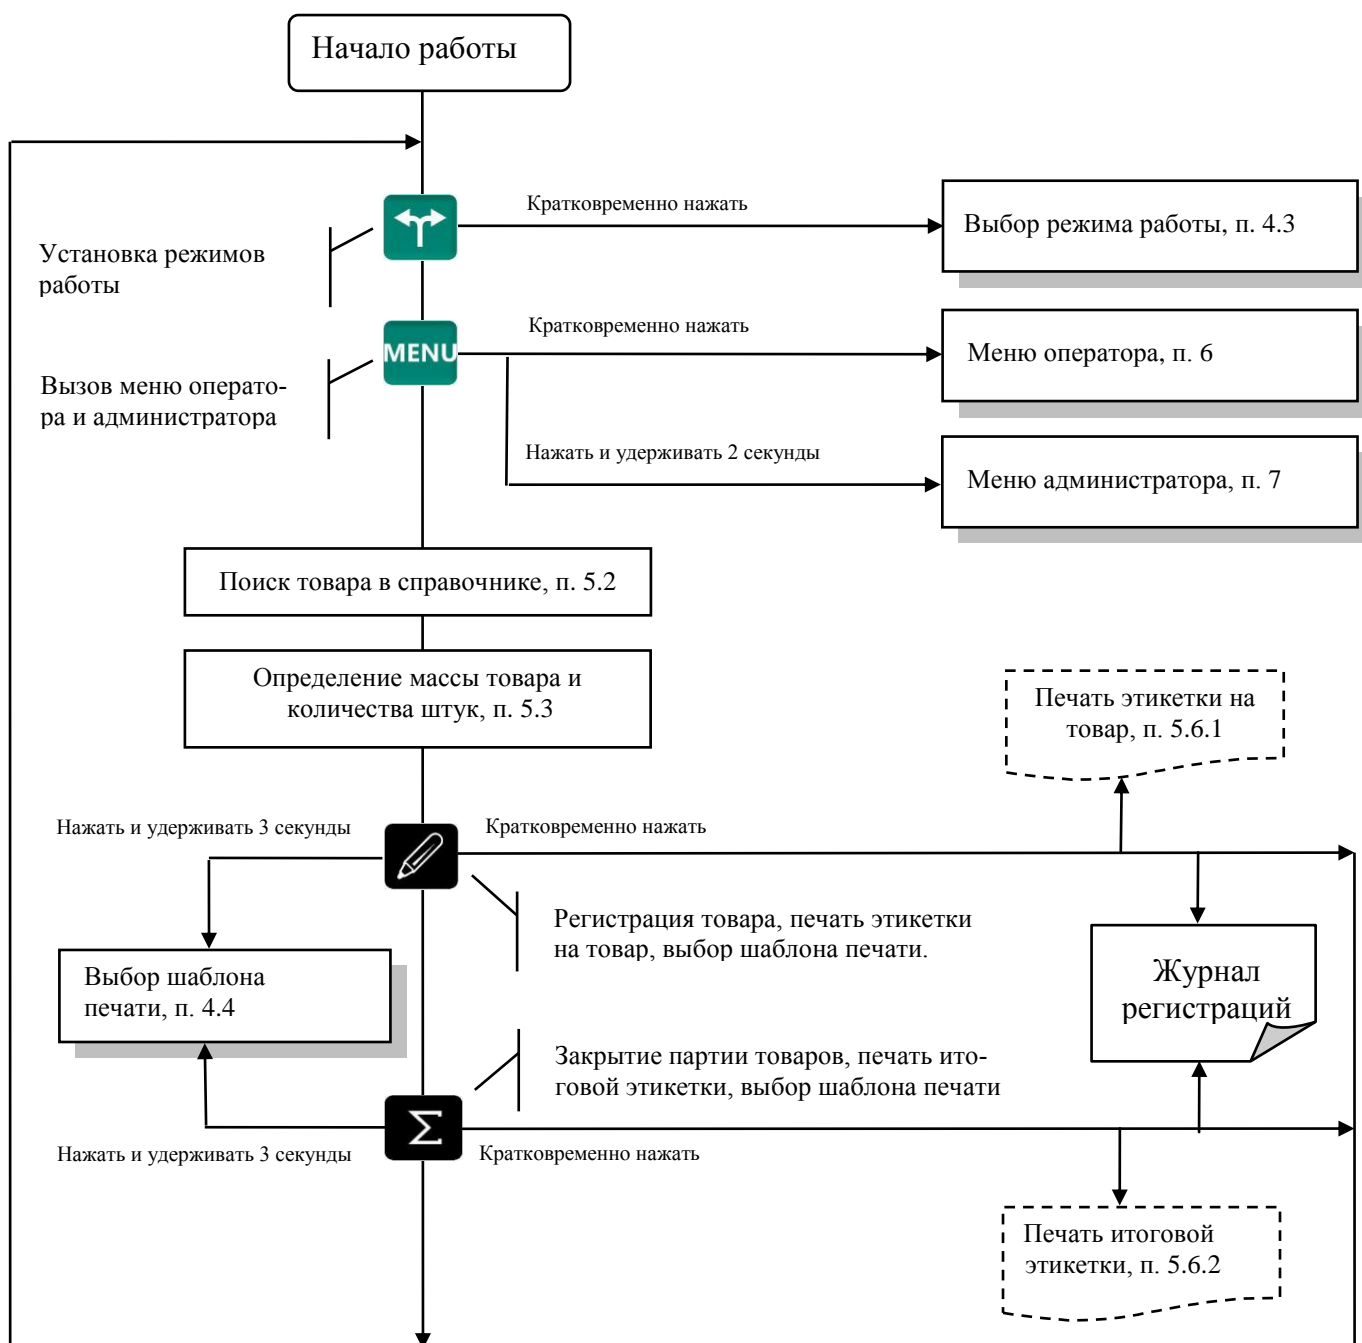 Начало работы
Кратковременно нажать
Выбор режима работы, п. 4.3
Установка режимов
работы
Кратковременно нажать
MENU
Меню оператора, п. 6
Вызов меню операто-
ра и администратора
Нажать и удерживать 2 секунды
Меню администратора, п. 7
Поиск товара в справочнике, п. 5.2
Определение массы товара и
количества штук, п. 5.3
Печать этикетки на
товар, п. 5.6.1
Нажать и удерживать 3 секунды
Кратковременно нажать
Регистрация товара, печать этикетки
на товар, выбор шаблона печати.
Выбор шаблона
печати, п. 4.4
Журнал
регистраций
Закрытие партии товаров, печать ито-
говой этикетки, выбор шаблона печати
Σ
Нажать и удерживать 3 секунды
Кратковременно нажать
Печать итоговой
этикетки, п. 5.6.2